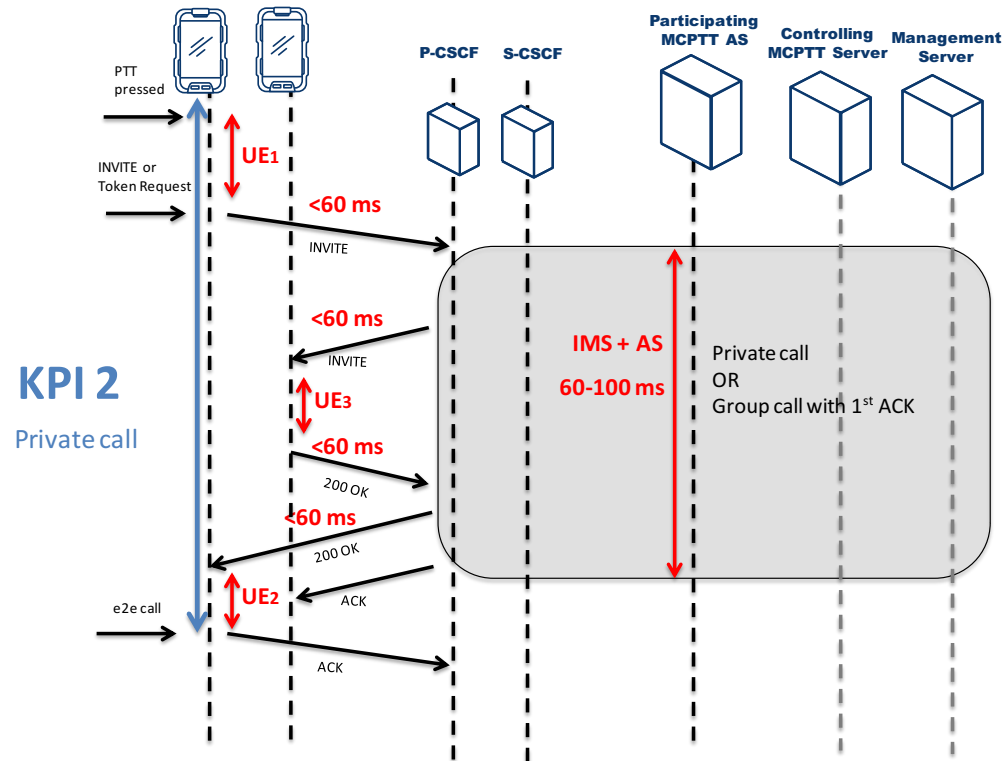 Participating
MCPTT AS
Controlling
MCPTT Server
Management
Server
P-CSCF
S-CSCF
PTT
pressed
UE1
INVITE or
Token Request
<60 ms
INVITE
<60 ms
INVITE
IMS + AS
60-100 ms
Private call
OR
Group call with 1st ACK
KPI 2
Private call
UE3
<60 ms
200 OK
<60 ms
200 OK
UE2
ACK
e2e call
ACK